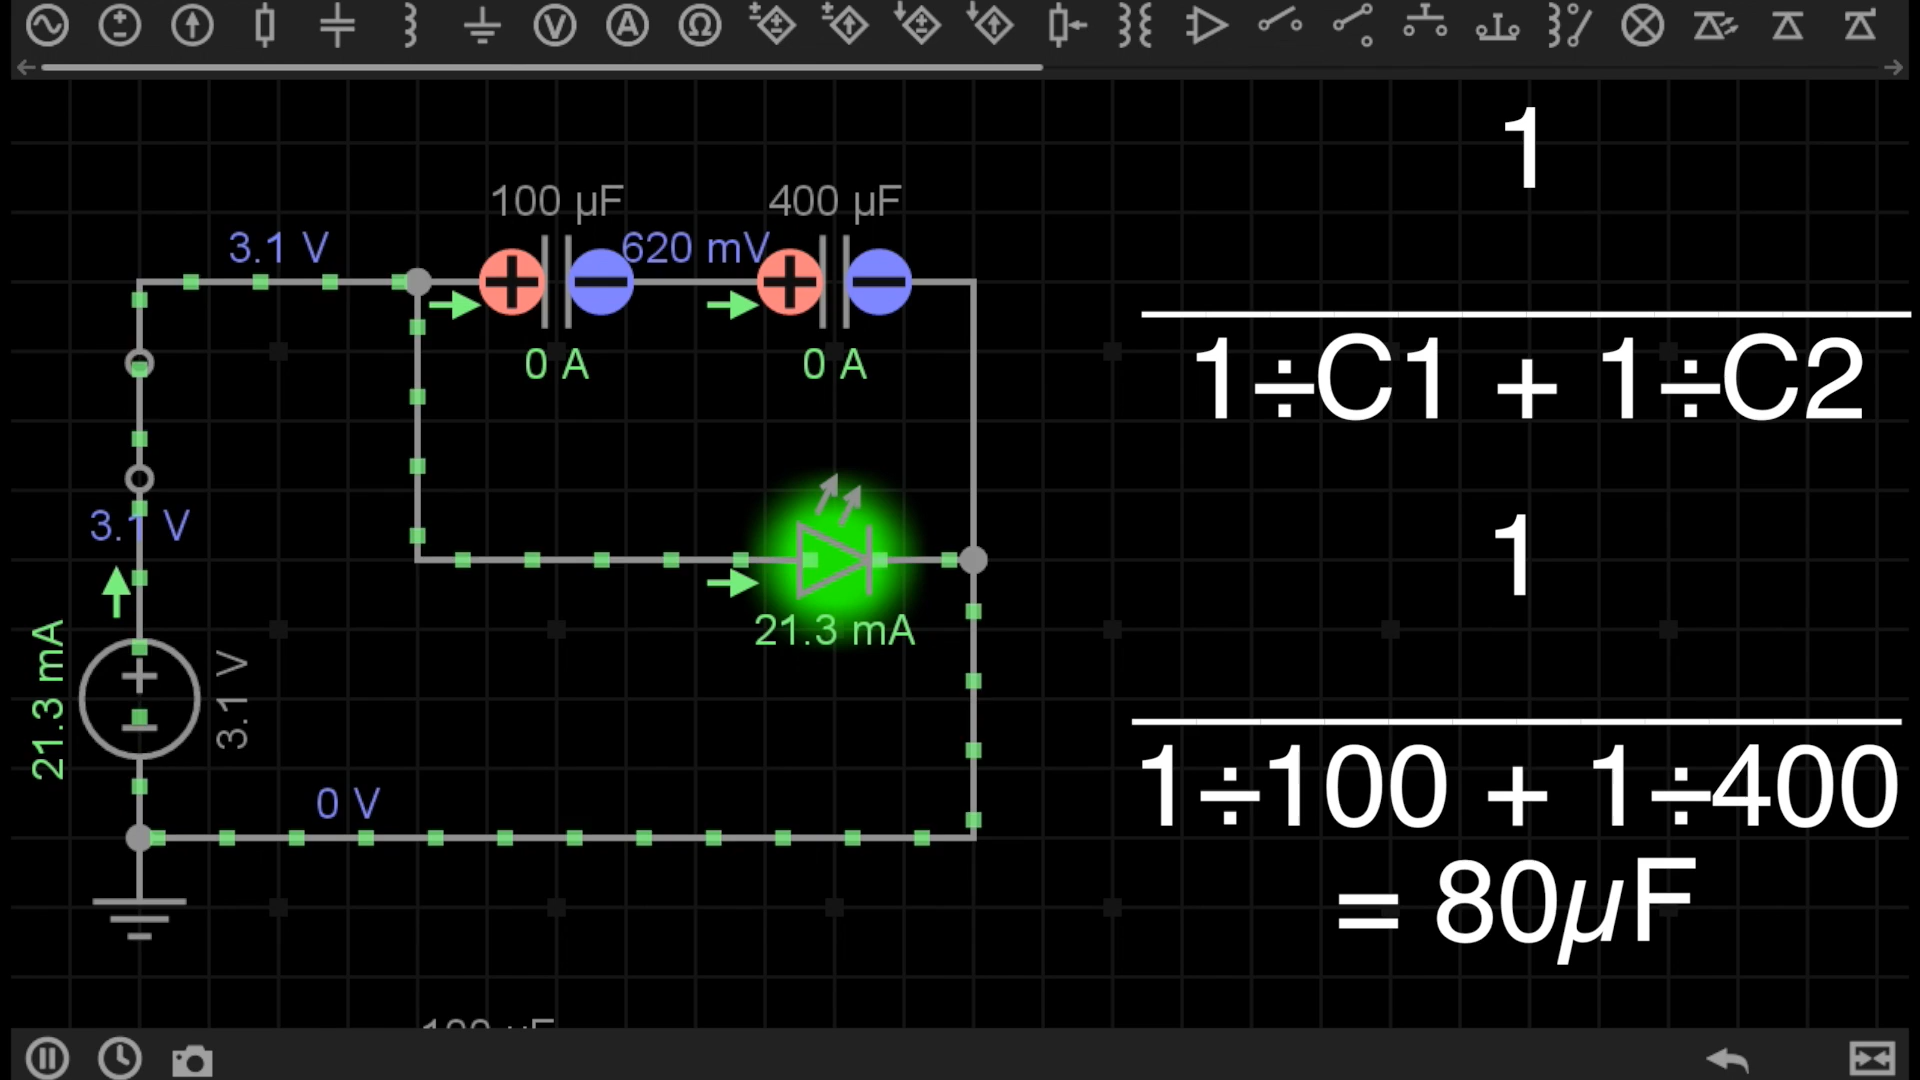 V
A
Ω
100 µF
400 µF
3.1 V
620 mV
0 A
0 A
3.1 V
21.3 mA
21.3 mA
3.1 V
0 V
1
1÷C1 + 1÷C2
1
1÷100 + 1÷400
= 80µF